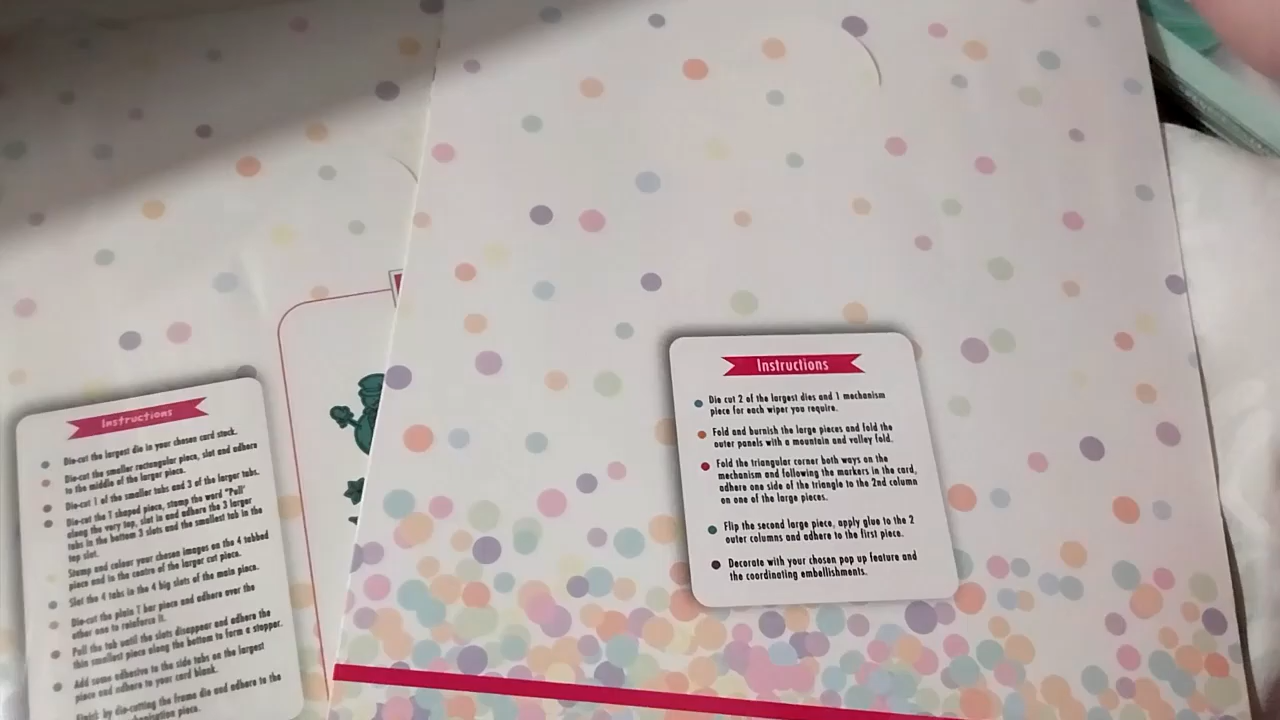 Instructions
Die-cut the largest die in your chosen card stock.
Die-cut the smaller rectangular piece, slot and adhere
to the middle of the larger piece.
Die-cut 1 of the smaller tabs and 3 of the larger tabs.
Die-cut the T shaped piece, stamp the word "Pull"
along the very top, slot in and adhere the 3 larger
tabs in the bottom 3 slots and the smallest tab in the
top slot.
Stamp and colour your chosen images on the 4 tabbed
piece and in the centre of the larger cut piece.
Slot the 4 tabs in the 4 big slots of the main piece.
Die-cut the plain T bar piece and adhere over the
other one to reinforce it.
Pull the tab until the slots disappear and adhere the
thin smallest piece along the bottom to form a stopper.
Add some adhesive to the side tabs on the largest
piece and adhere to your card blank.
Finish by die-cutting the frame die and adhere to the
Instructions
Die cut 2 of the largest dies and 1 mechanism
piece for each wiper you require.
Fold and burnish the large pieces and fold the
outer panels with a mountain and valley fold.
Fold the triangular corner both ways on the
mechanism and following the markers in the card,
adhere one side of the triangle to the 2nd column
on one of the large pieces.
Flip the second large piece, apply glue to the 2
outer columns and adhere to the first piece.
Decorate with your chosen pop up feature and
the coordinating embellishments.